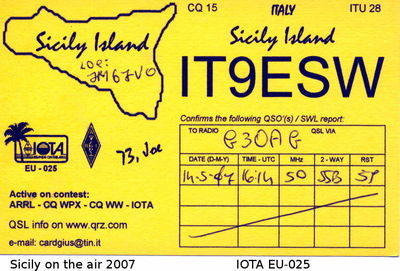 CQ 15 ITALY ITU 28
Sicily Island Sicily Island
LOC:
JM67VO
IT9ESW
Confirms the following QSO'(s) / SWL report:
TO RADIO G3OAG QSL VIA
DATE (D-M-Y) TIME - UTC MHz 2 - WAY RST
14-5-07 16:14 50 SSB 59
IOTA
EU - 025
73, Joe
Active on contest:
ARRL - CQ WPX - CQ WW - IOTA
QSL info on www.qrz.com
e-mail: cardgius@tin.it
Sicily on the air 2007 IOTA EU-025